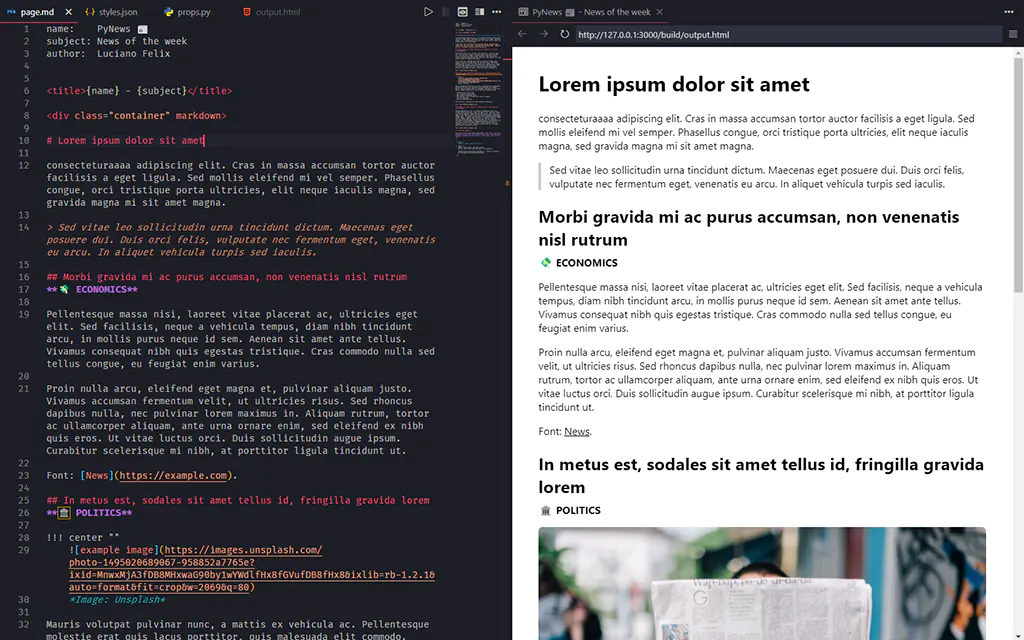 page.md
styles.json
props.py
output.html
1 name: PyNews 📰
2 subject: News of the week
3 author: Luciano Felix
4
5
6 <title>{name} - {subject}</title>
7
8 <div class="container" markdown>
9
10 # Lorem ipsum dolor sit amet
11
12 consecteturaaaa adipiscing elit. Cras in massa accumsan tortor auctor
facilisis a eget ligula. Sed mollis eleifend mi vel semper. Phasellus
congue, orci tristique porta ultricies, elit neque iaculis magna, sed
gravida magna mi sit amet magna.
13
14 > Sed vitae leo sollicitudin urna tincidunt dictum. Maecenas eget
posuere dui. Duis orci felis, vulputate nec fermentum eget, venenatis
eu arcu. In aliquet vehicula turpis sed iaculis.
15
16 ## Morbi gravida mi ac purus accumsan, non venenatis nisl rutrum
17 **💸 ECONOMICS**
18
19 Pellentesque massa nisi, laoreet vitae placerat ac, ultricies eget
elit. Sed facilisis, neque a vehicula tempus, diam nibh tincidunt
arcu, in mollis purus neque id sem. Aenean sit amet ante tellus.
Vivamus consequat nibh quis egestas tristique. Cras commodo nulla sed
tellus congue, eu feugiat enim varius.
20
21 Proin nulla arcu, eleifend eget magna et, pulvinar aliquam justo.
Vivamus accumsan fermentum velit, ut ultricies risus. Sed rhoncus
dapibus nulla, nec pulvinar lorem maximus in. Aliquam rutrum, tortor
ac ullamcorper aliquam, ante urna ornare enim, sed eleifend ex nibh
quis eros. Ut vitae luctus orci. Duis sollicitudin augue ipsum.
Curabitur scelerisque mi nibh, at porttitor ligula tincidunt ut.
22
23 Font: [News](https://example.com).
24
25 ## In metus est, sodales sit amet tellus id, fringilla gravida lorem
26 **🏛 POLITICS**
27
28 !!! center ""
29 ![example image](https://images.unsplash.com/
photo-1495020689067-958852a7765e?
ixid=MnwxMjA3fDB8MHxwaG90by1wYWdlfHx8fGVufDB8fHx8&ixlib=rb-1.2.1&
auto=format&fit=crop&w=2069&q=80)
30 *Image: Unsplash*
31
32 Mauris volutpat pulvinar nunc, a mattis ex vehicula ac. Pellentesque
molestie erat quis lacus porttitor, quis malesuada elit commodo.
PyNews 📰 - News of the week
http://127.0.0.1:3000/build/output.html
Lorem ipsum dolor sit amet
consecteturaaaa adipiscing elit. Cras in massa accumsan tortor auctor facilisis a eget ligula. Sed
mollis eleifend mi vel semper. Phasellus congue, orci tristique porta ultricies, elit neque iaculis
magna, sed gravida magna mi sit amet magna.
Sed vitae leo sollicitudin urna tincidunt dictum. Maecenas eget posuere dui. Duis orci felis,
vulputate nec fermentum eget, venenatis eu arcu. In aliquet vehicula turpis sed iaculis.
Morbi gravida mi ac purus accumsan, non venenatis
nisl rutrum
💸 ECONOMICS
Pellentesque massa nisi, laoreet vitae placerat ac, ultricies eget elit. Sed facilisis, neque a vehicula
tempus, diam nibh tincidunt arcu, in mollis purus neque id sem. Aenean sit amet ante tellus.
Vivamus consequat nibh quis egestas tristique. Cras commodo nulla sed tellus congue, eu
feugiat enim varius.
Proin nulla arcu, eleifend eget magna et, pulvinar aliquam justo. Vivamus accumsan fermentum
velit, ut ultricies risus. Sed rhoncus dapibus nulla, nec pulvinar lorem maximus in. Aliquam
rutrum, tortor ac ullamcorper aliquam, ante urna ornare enim, sed eleifend ex nibh quis eros. Ut
vitae luctus orci. Duis sollicitudin augue ipsum. Curabitur scelerisque mi nibh, at porttitor ligula
tincidunt ut.
Font: News.
In metus est, sodales sit amet tellus id, fringilla gravida
lorem
🏛 POLITICS